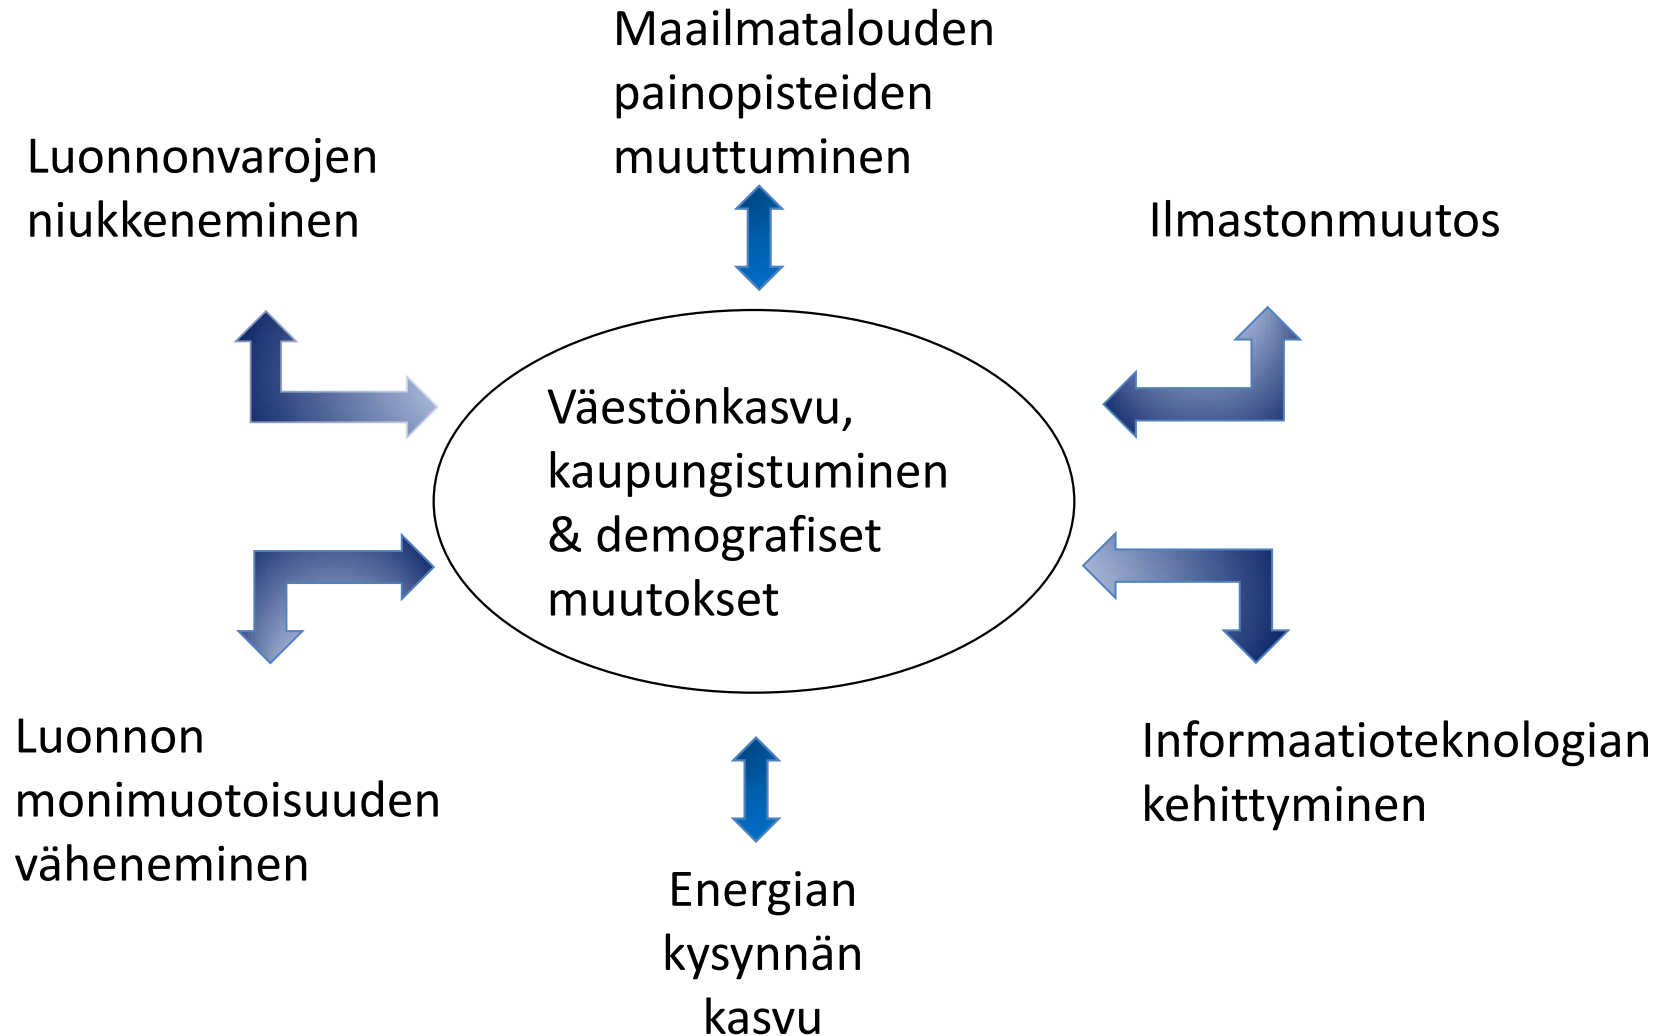 Maailmatalouden
painopisteiden
muuttuminen
Luonnonvarojen
niukkeneminen
Ilmastonmuutos
Väestönkasvu,
kaupungistuminen
& demografiset
muutokset
Luonnon
monimuotoisuuden
väheneminen
Informaatioteknologian
kehittyminen
Energian
kysynnän
kasvu